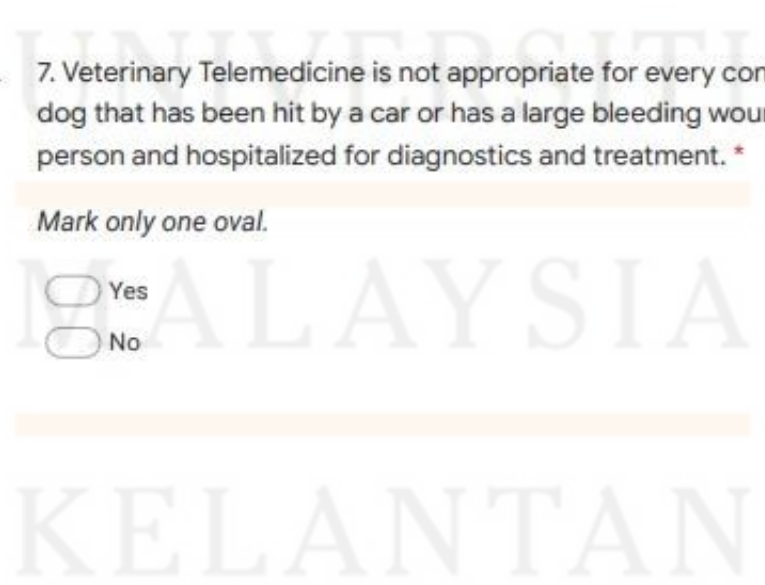 UNIVERSITI
7. Veterinary Telemedicine is not appropriate for every con
dog that has been hit by a car or has a large bleeding wou
person and hospitalized for diagnostics and treatment. *
Mark only one oval.
MALAYSIA
Yes
No
KELANTAN